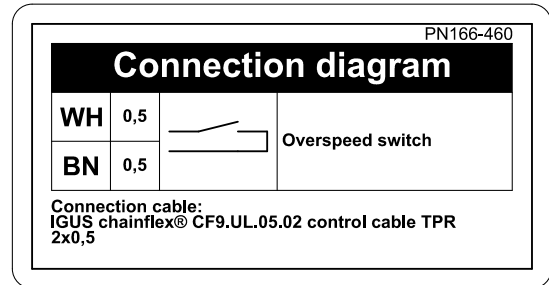 PN166-460
Connection diagram
WH 0,5
Overspeed switch
BN 0,5
Connection cable:
IGUS chainflex® CF9.UL.05.02 control cable TPR
2x0,5